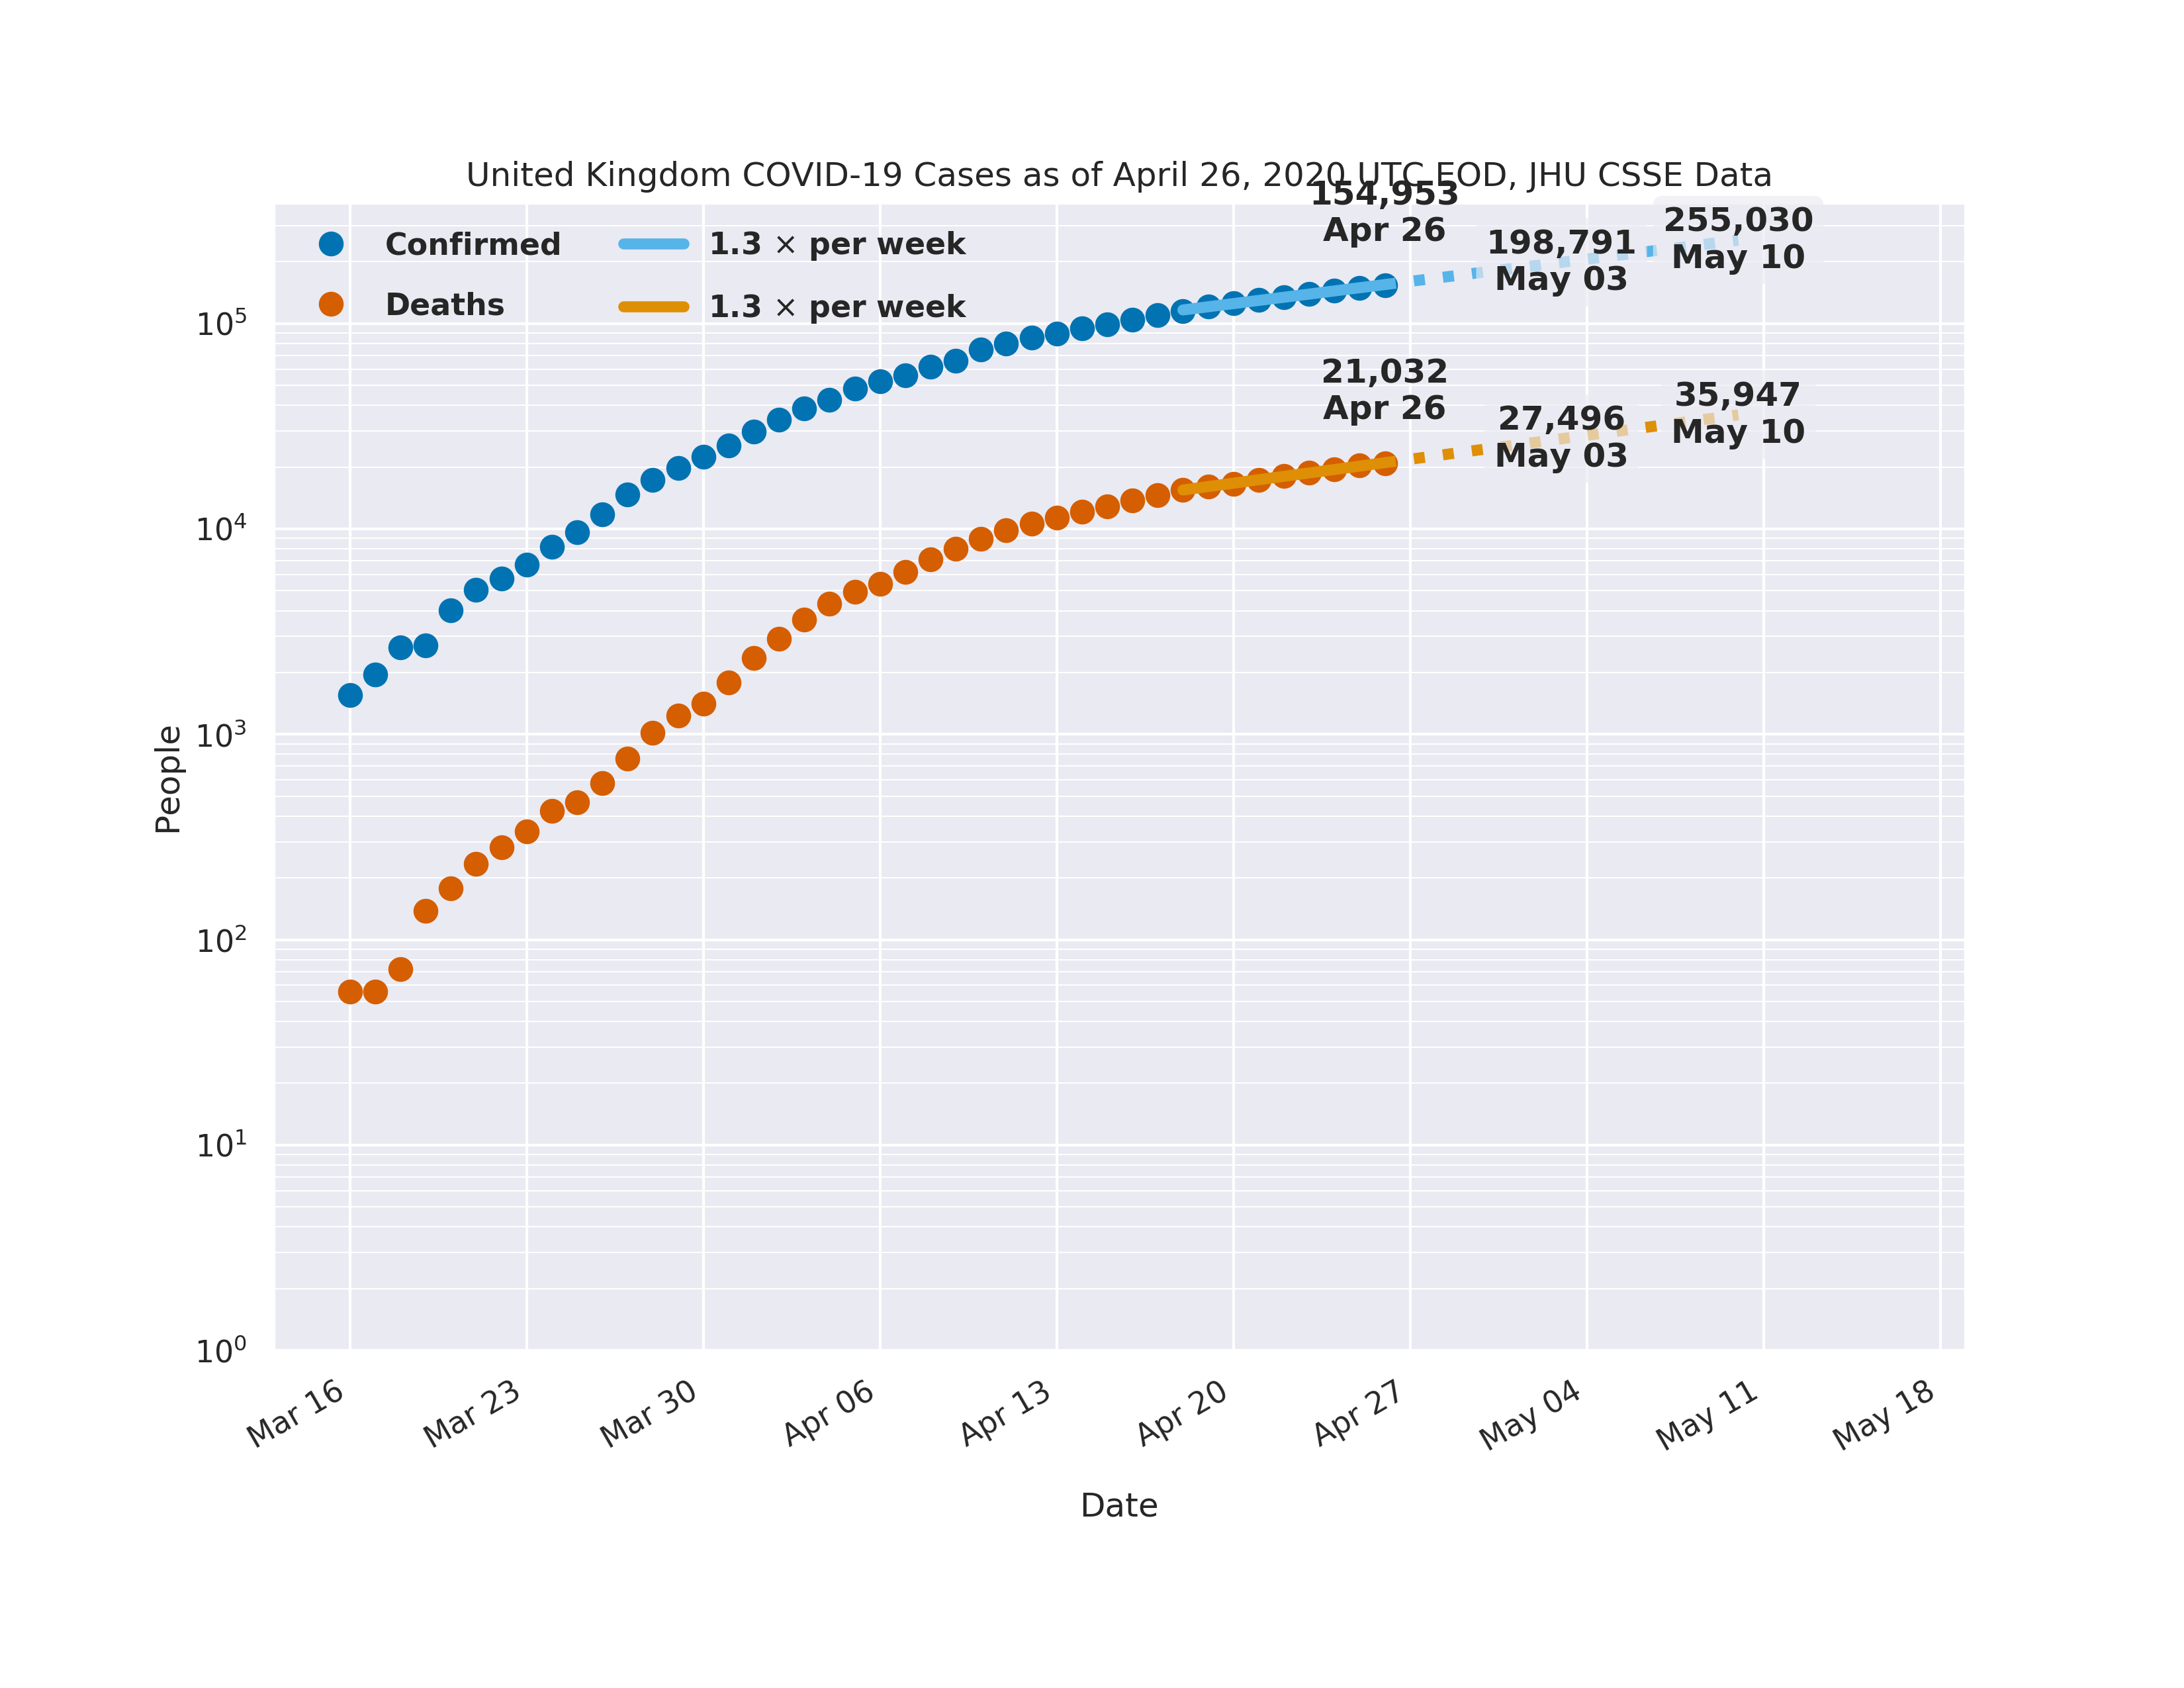 United Kingdom COVID-19 Cases as of April 26, 2020 UTC EOD, JHU CSSE Data
Confirmed
Deaths
1.3 × per week
1.3 × per week
154,953
Apr 26
198,791
May 03
255,030
May 10
21,032
Apr 26
27,496
May 03
35,947
May 10
People
10⁵
10⁴
10³
10²
10¹
10⁰
Mar 16
Mar 23
Mar 30
Apr 06
Apr 13
Apr 20
Apr 27
May 04
May 11
May 18
Date